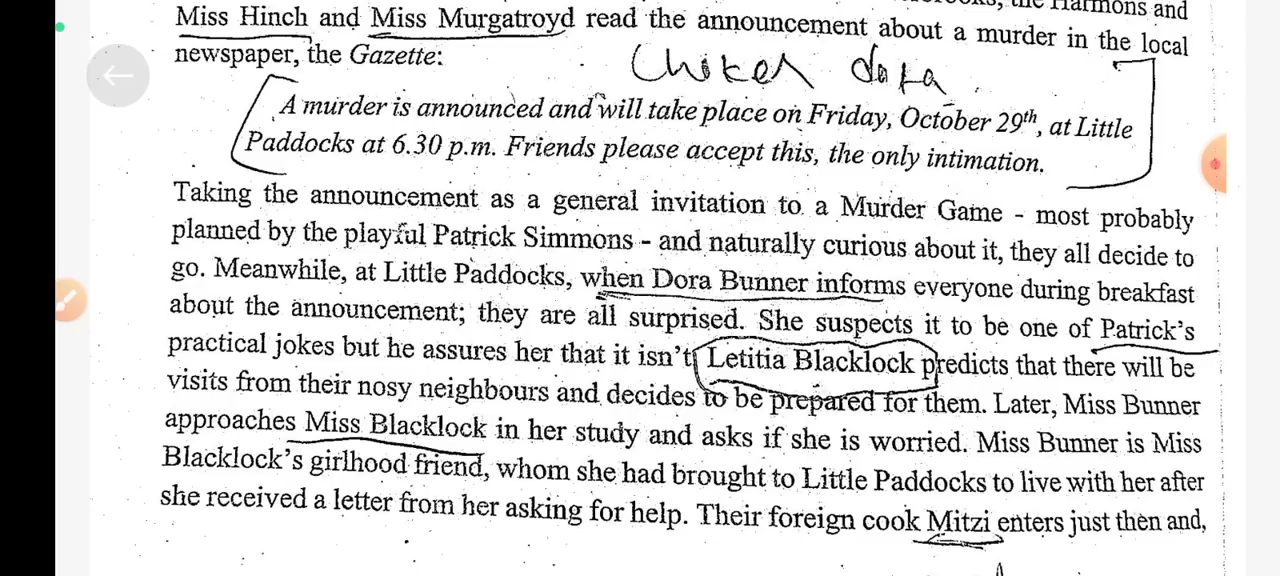 the Harmons and
Miss Hinch and Miss Murgatroyd read the announcement about a murder in the local
newspaper, the Gazette:
A murder is announced and will take place on Friday, October 29th, at Little
Paddocks at 6.30 p.m. Friends please accept this, the only intimation.
Taking the announcement as a general invitation to a Murder Game - most probably
planned by the playful Patrick Simmons - and naturally curious about it, they all decide to
go. Meanwhile, at Little Paddocks, when Dora Bunner informs everyone during breakfast
about the announcement; they are all surprised. She suspects it to be one of Patrick's
practical jokes but he assures her that it isn't Letitia Blacklock predicts that there will be
visits from their nosy neighbours and decides to be prepared for them. Later, Miss Bunner
approaches Miss Blacklock in her study and asks if she is worried. Miss Bunner is Miss
Blacklock's girlhood friend, whom she had brought to Little Paddocks to live with her after
she received a letter from her asking for help. Their foreign cook Mitzi enters just then and,